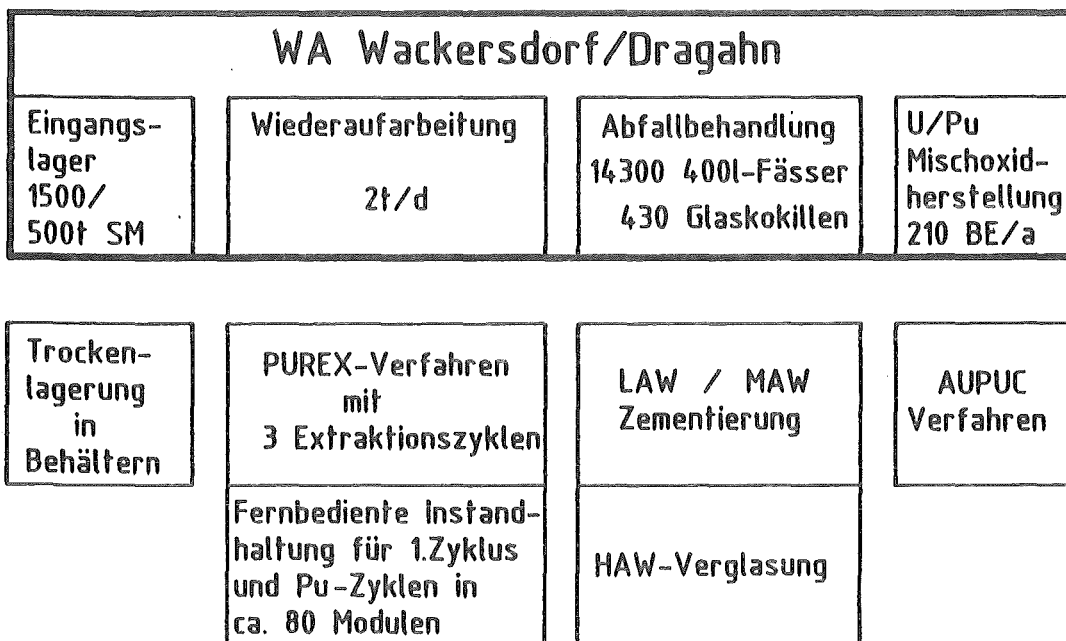 WA Wackersdorf/Dragahn
Eingangs-
lager
1500/
500t SM
Wiederaufarbeitung
2t/d
Abfallbehandlung
14300 400l-Fässer
430 Glaskokillen
U/Pu
Mischoxid-
herstellung
210 BE/a
Trocken-
lagerung
in
Behältern
PUREX-Verfahren
mit
3 Extraktionszyklen
Fernbediente Instand-
haltung für 1.Zyklus
und Pu-Zyklen in
ca. 80 Modulen
LAW / MAW
Zementierung
HAW-Verglasung
AUPUC
Verfahren